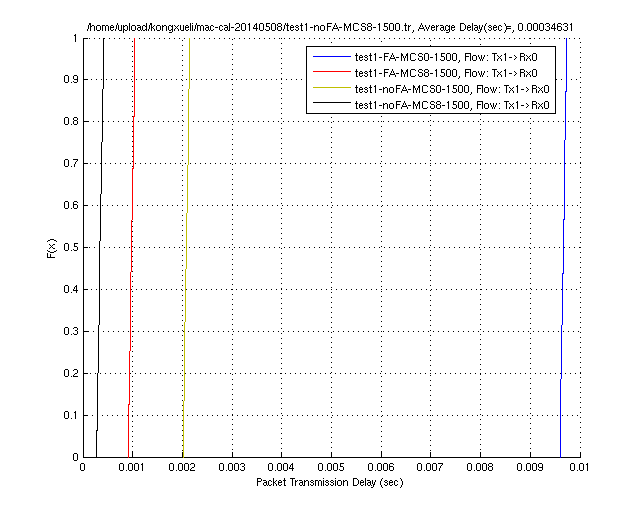 /home/upload/kongxueli/mac-cal-20140508/test1-noFA-MCS8-1500.tr, Average Delay(sec)=, 0.00034631
test1-FA-MCS0-1500, Flow: Tx1->Rx0
test1-FA-MCS8-1500, Flow: Tx1->Rx0
test1-noFA-MCS0-1500, Flow: Tx1->Rx0
test1-noFA-MCS8-1500, Flow: Tx1->Rx0
1
0.9
0.8
0.7
0.6
0.5
0.4
0.3
0.2
0.1
0
F(x)
0 0.001 0.002 0.003 0.004 0.005 0.006 0.007 0.008 0.009 0.01
Packet Transmission Delay (sec)